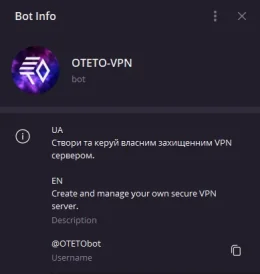 Bot Info
OTETO-VPN
bot
UA
Створи та керуй власним захищенним VPN
сервером.
EN
Create and manage your own secure VPN
server.
Description
@OTETObot
Username